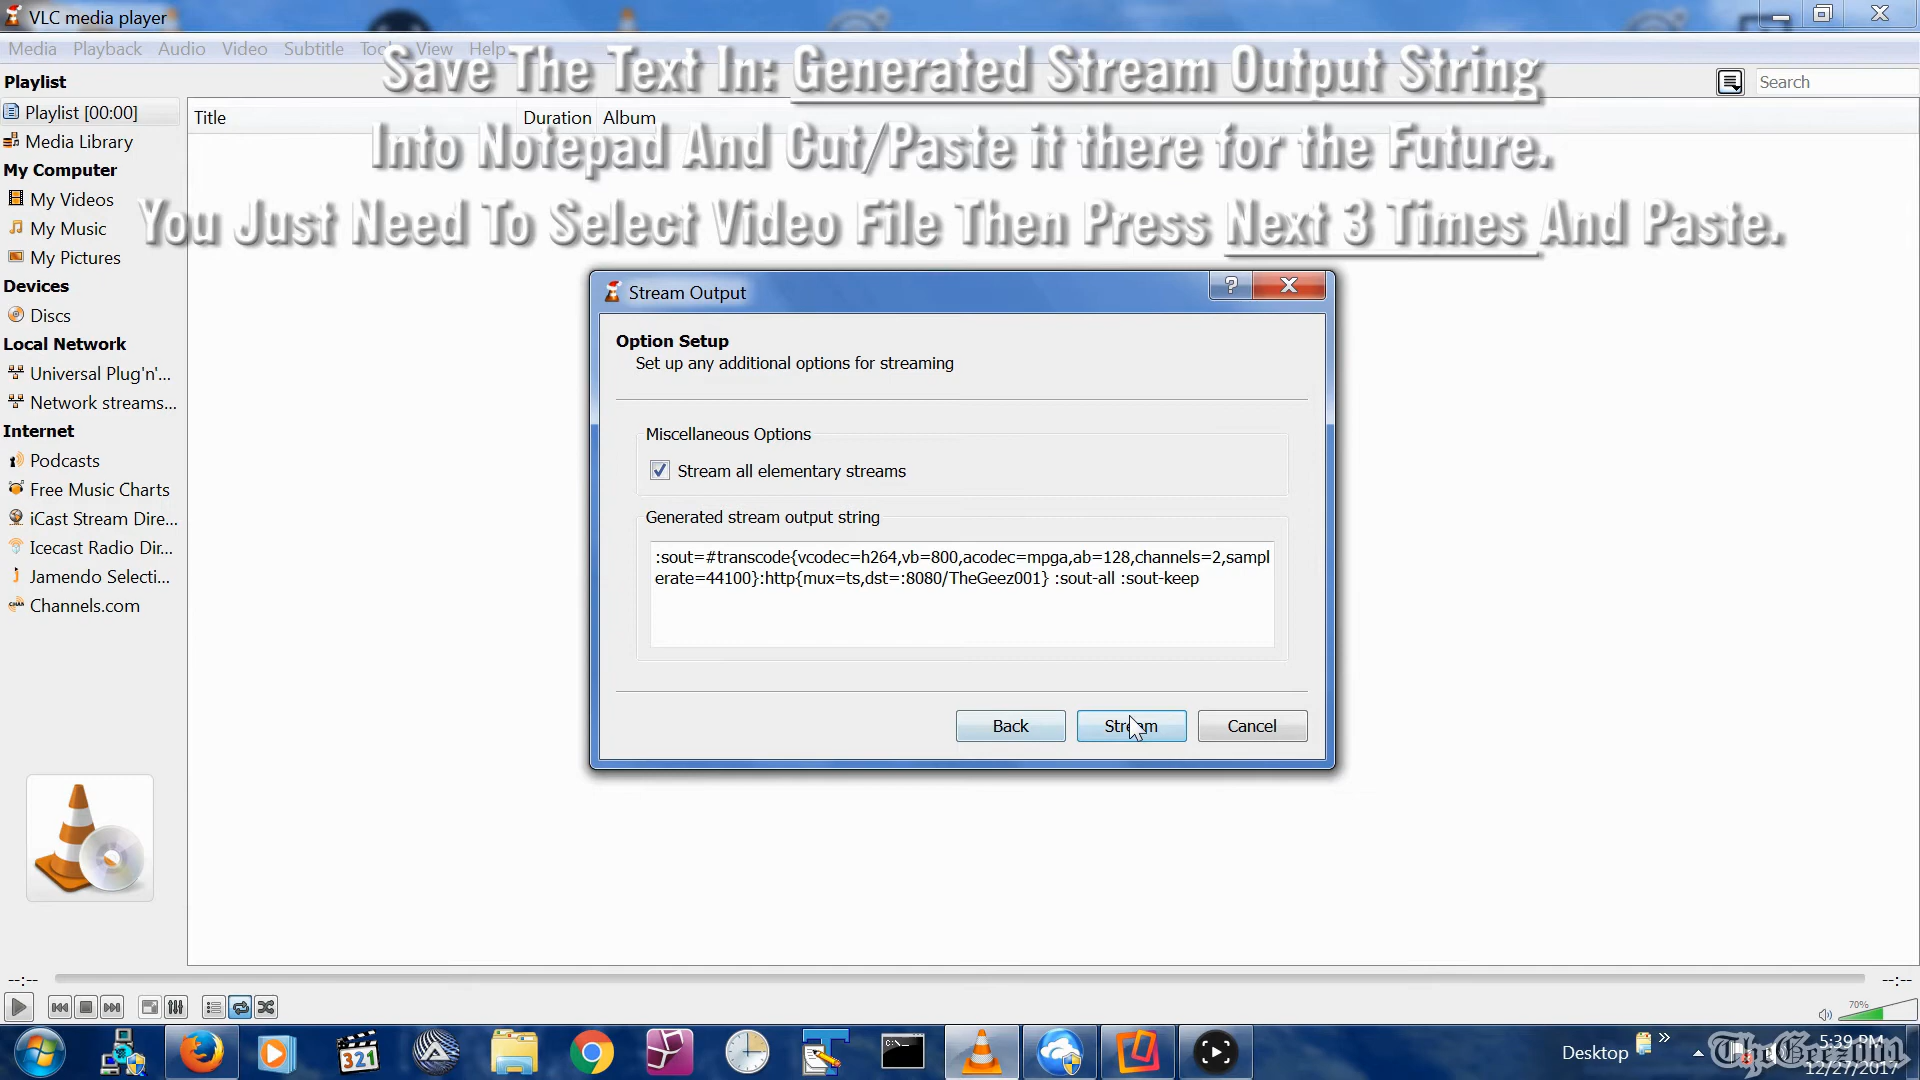 VLC media player
Media Playback Audio Video Subtitle Tools View Help
Save The Text In: Generated Stream Output String
Into Notepad And Cut/Paste it there for the Future.
You Just Need To Select Video File Then Press Next 3 Times And Paste.
Playlist
Search
Playlist [00:00]
Title Duration Album
Media Library
My Computer
My Videos
My Music
My Pictures
Devices
Discs
Local Network
Universal Plug'n'...
Network streams...
Internet
Podcasts
Free Music Charts
iCast Stream Dire...
Icecast Radio Dir...
Jamendo Selecti...
Channels.com
Stream Output
?
Option Setup
Set up any additional options for streaming
Miscellaneous Options
Stream all elementary streams
Generated stream output string
:sout=#transcode{vcodec=h264,vb=800,acodec=mpga,ab=128,channels=2,sampl
erate=44100}:http{mux=ts,dst=:8080/TheGeez001} :sout-all :sout-keep
Back Stream Cancel
--:-- --:--
70%
321
C:\_
Desktop »
5:39 PM
12/27/2017